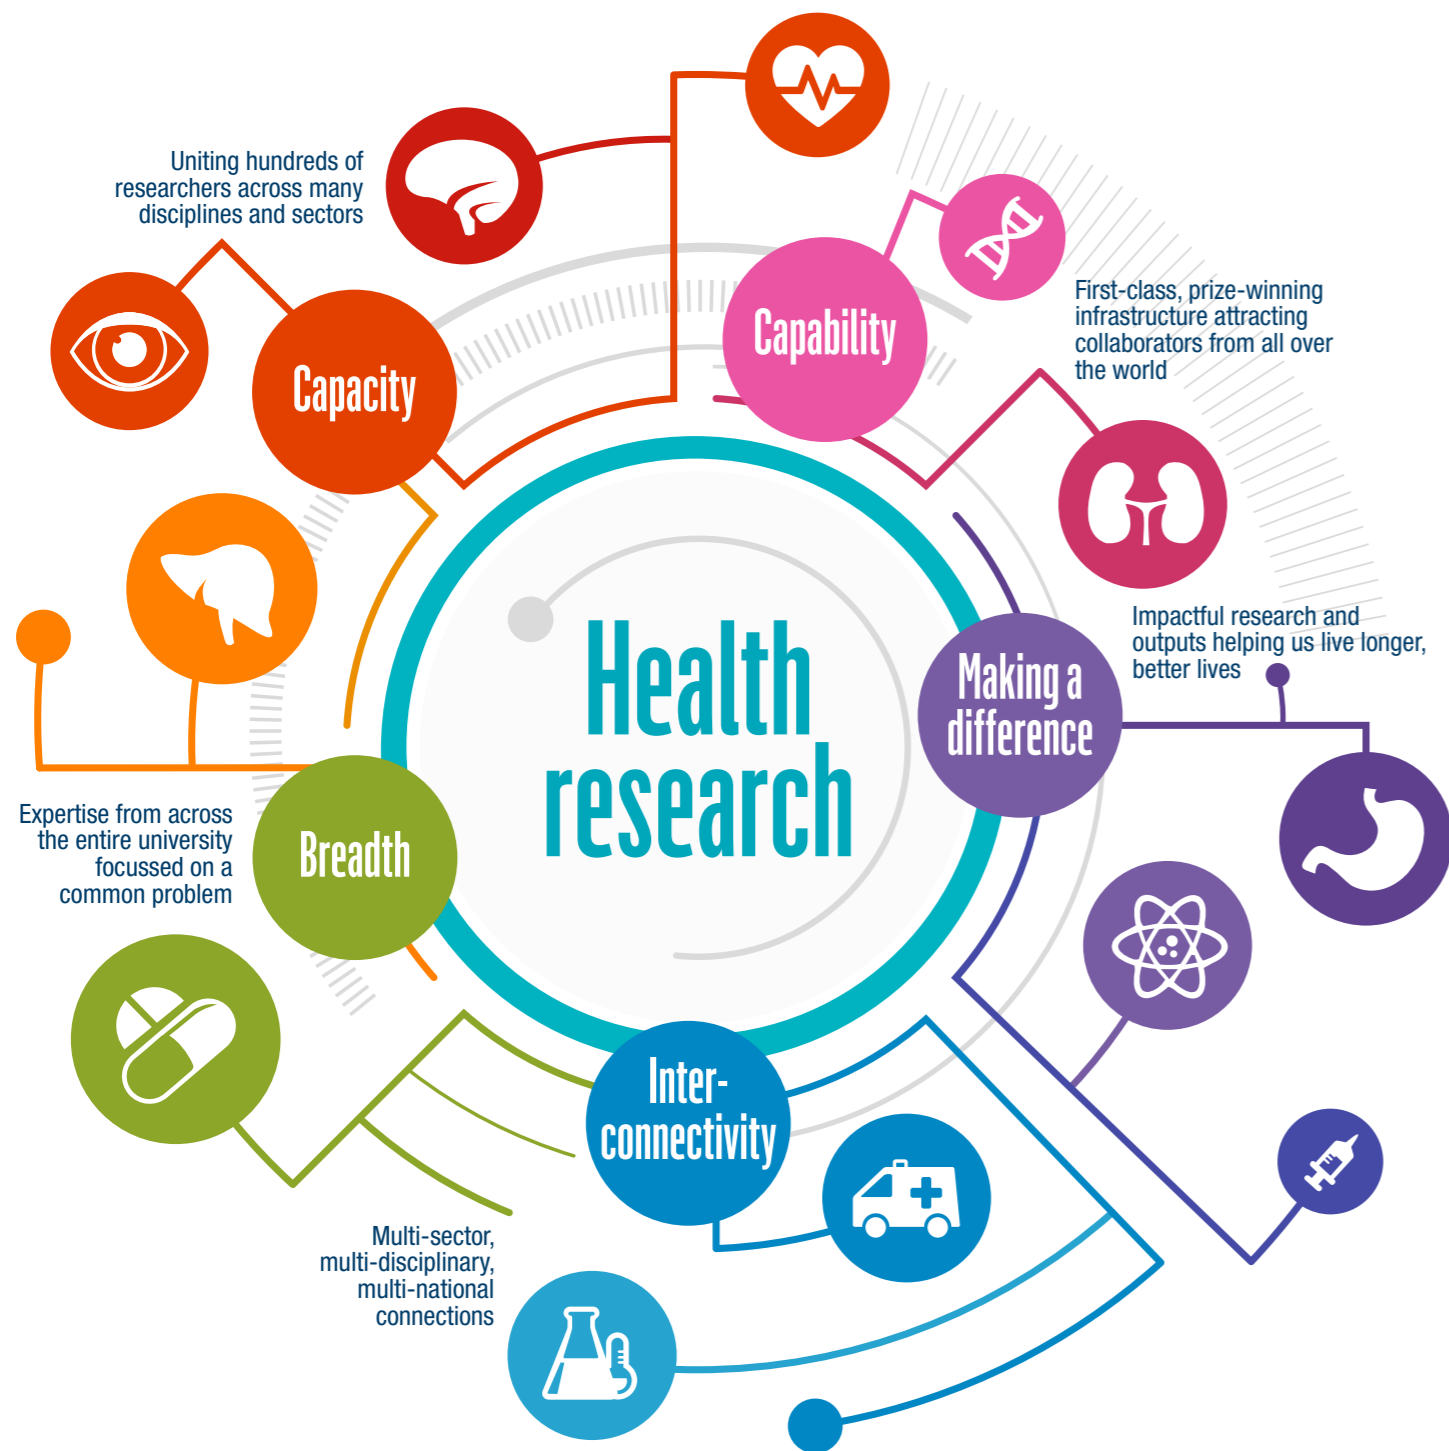 Uniting hundreds of
researchers across many
disciplines and sectors
Capacity
Capability
First-class, prize-winning
infrastructure attracting
collaborators from all over
the world
Health
research
Making a
difference
Impactful research and
outputs helping us live longer,
better lives
Breadth
Expertise from across
the entire university
focussed on a
common problem
Inter-
connectivity
Multi-sector,
multi-disciplinary,
multi-national
connections